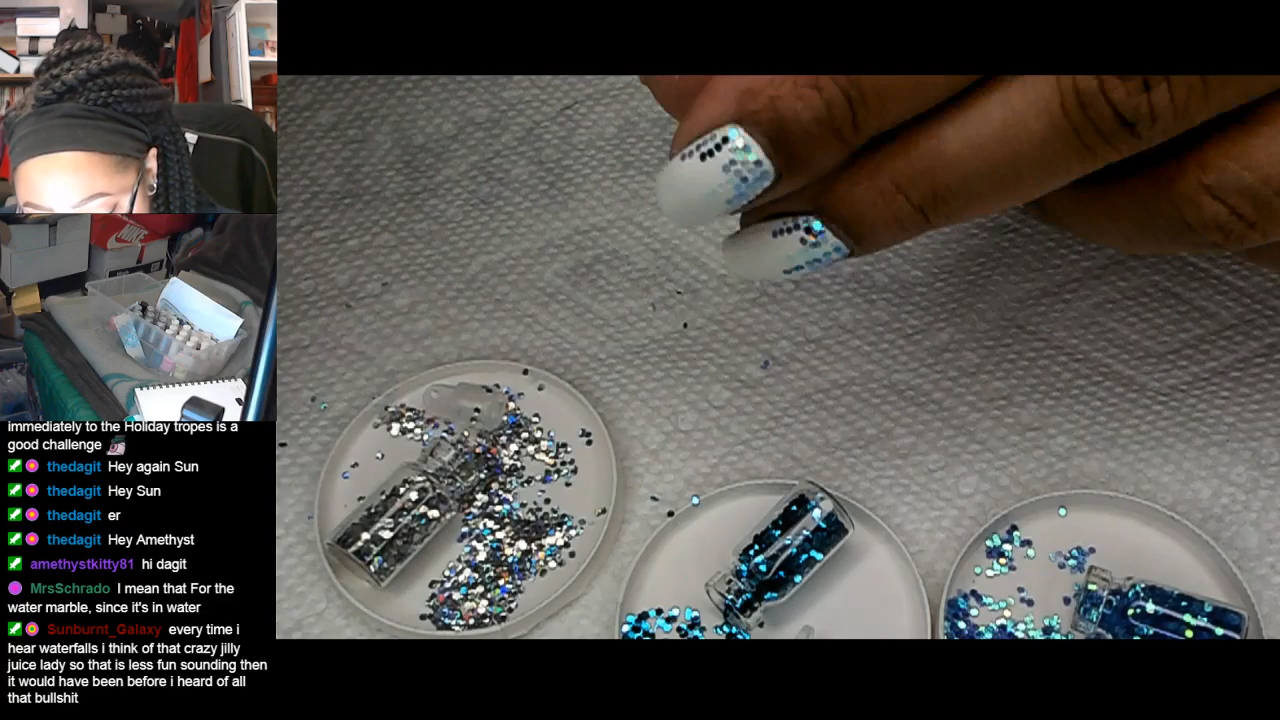 immediately to the Holiday tropes is a
good challenge
thedagit Hey again Sun
thedagit Hey Sun
thedagit er
thedagit Hey Amethyst
amethystkitty81 hi dagit
MrsSchrado I mean that For the
water marble, since it's in water
Sunburnt_Galaxy every time i
hear waterfalls i think of that crazy jilly
juice lady so that is less fun sounding then
it would have been before i heard of all
that bullshit